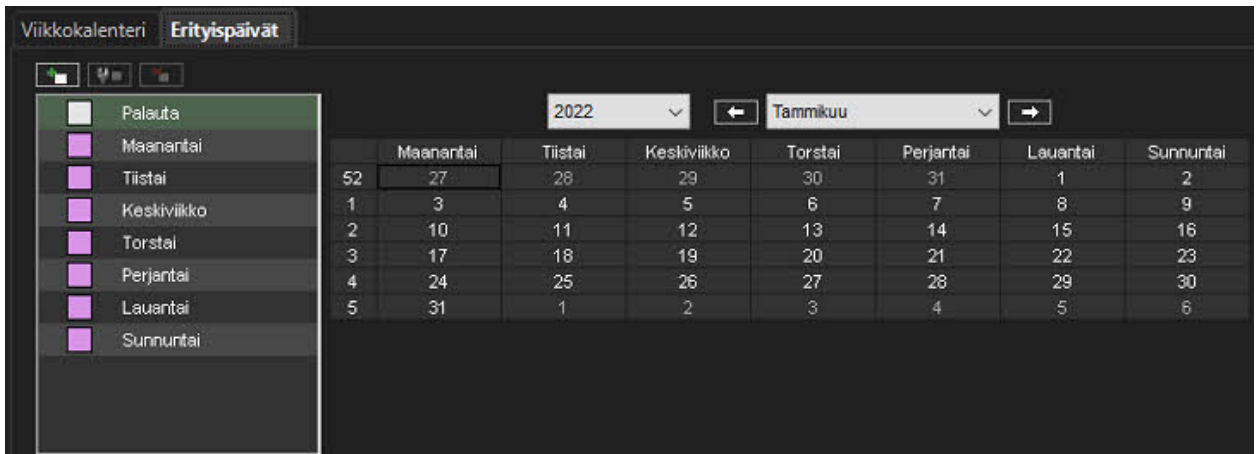 Viikkokalenteri Erityispäivät
Palauta
Maanantai
Tiistai
Keskiviikko
Torstai
Perjantai
Lauantai
Sunnuntai
2022 Tammikuu
Maanantai Tiistai Keskiviikko Torstai Perjantai Lauantai Sunnuntai
52 27 28 29 30 31 1 2
1 3 4 5 6 7 8 9
2 10 11 12 13 14 15 16
3 17 18 19 20 21 22 23
4 24 25 26 27 28 29 30
5 31 1 2 3 4 5 6